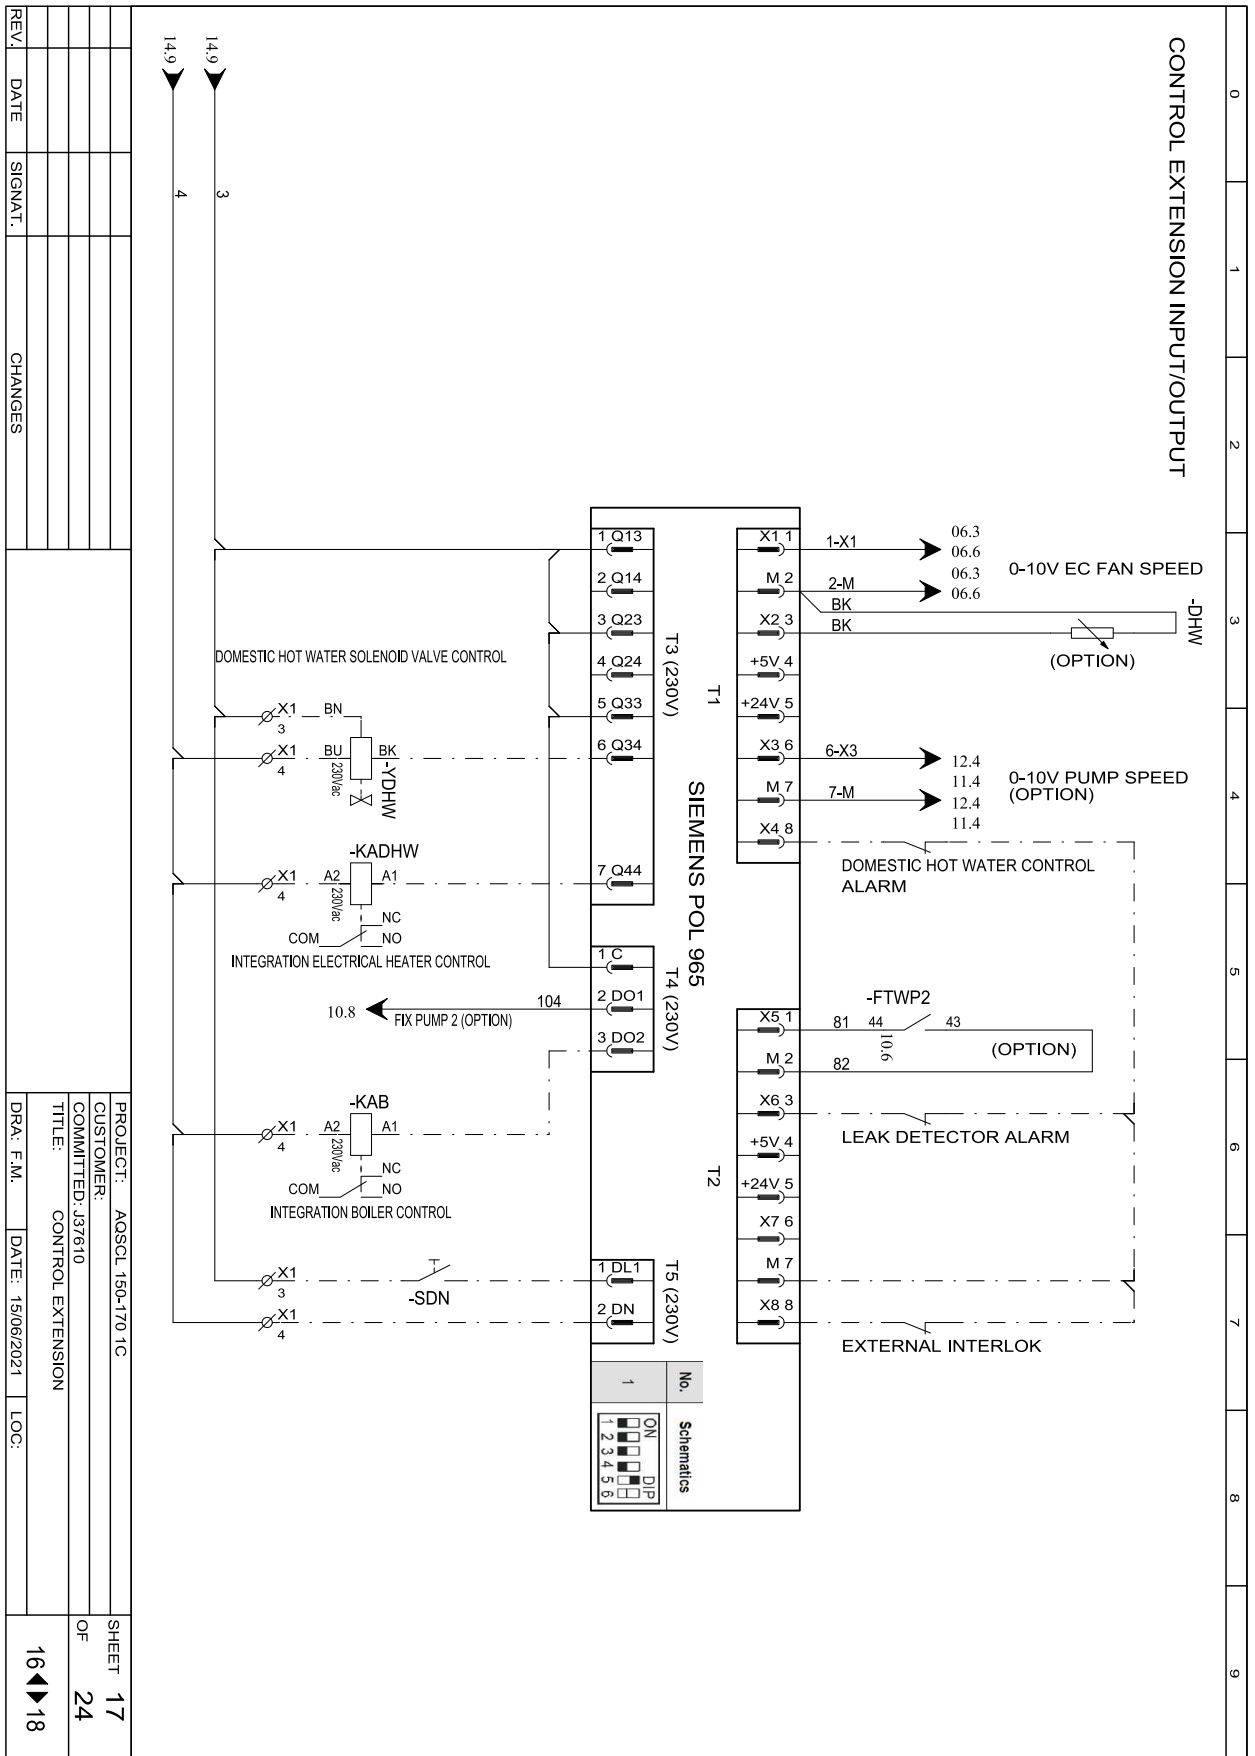 0 1 2 3 4 5 6 7 8 9
CONTROL EXTENSION INPUT/OUTPUT
14.9
3
14.9
4
06.3
06.6
06.3
06.6
0-10V EC FAN SPEED
-DHW
(OPTION)
1-X1
2-M
BK
BK
6-X3
7-M
12.4
11.4
12.4
11.4
0-10V PUMP SPEED
(OPTION)
DOMESTIC HOT WATER CONTROL
ALARM
-FTWP2
81 44 43
10.6
82
(OPTION)
LEAK DETECTOR ALARM
EXTERNAL INTERLOK
X1 1
M 2
X2 3
+5V 4
+24V 5
X3 6
M 7
X4 8
T1
X5 1
M 2
X6 3
+5V 4
+24V 5
X7 6
M 7
X8 8
T2
SIEMENS POL 965
1 Q13
2 Q14
3 Q23
4 Q24
5 Q33
6 Q34
7 Q44
T3 (230V)
1 C
2 DO1
3 DO2
T4 (230V)
1 DL1
2 DN
T5 (230V)
No. Schematics
1
ON DIP
1 2 3 4 5 6
DOMESTIC HOT WATER SOLENOID VALVE CONTROL
X1 BN
3
X1 BU BK
4
230Vac
-YDHW
-KADHW
X1 A2 A1
4
230Vac
NC
COM NO
INTEGRATION ELECTRICAL HEATER CONTROL
10.8
FIX PUMP 2 (OPTION)
104
-KAB
X1 A2 A1
4
230Vac
NC
COM NO
INTEGRATION BOILER CONTROL
X1
3
-SDN
X1
4
REV. DATE SIGNAT. CHANGES
PROJECT: AQSCL 150-170 1C
CUSTOMER:
COMMITTED: J37610
TITLE: CONTROL EXTENSION
DRA: F.M. DATE: 15/06/2021 LOC:
SHEET 17
OF 24
16 18